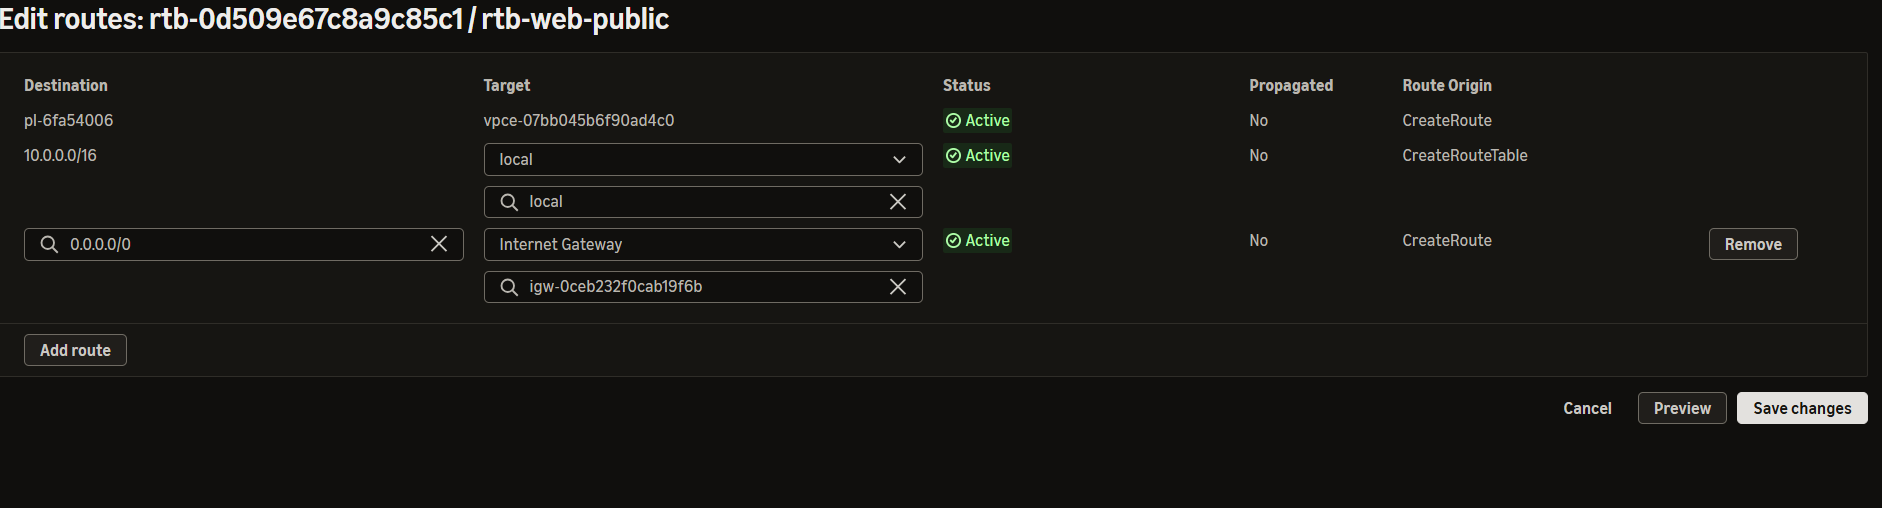 Edit routes: rtb-0d509e67c8a9c85c1 / rtb-web-public
Destination Target Status Propagated Route Origin
pl-6fa54006 vpce-07bb045b6f90ad4c0 Active No CreateRoute
10.0.0.0/16 local Active No CreateRouteTable
local
0.0.0.0/0 Internet Gateway Active No CreateRoute Remove
igw-0ceb232f0cab19f6b
Add route
Cancel Preview Save changes